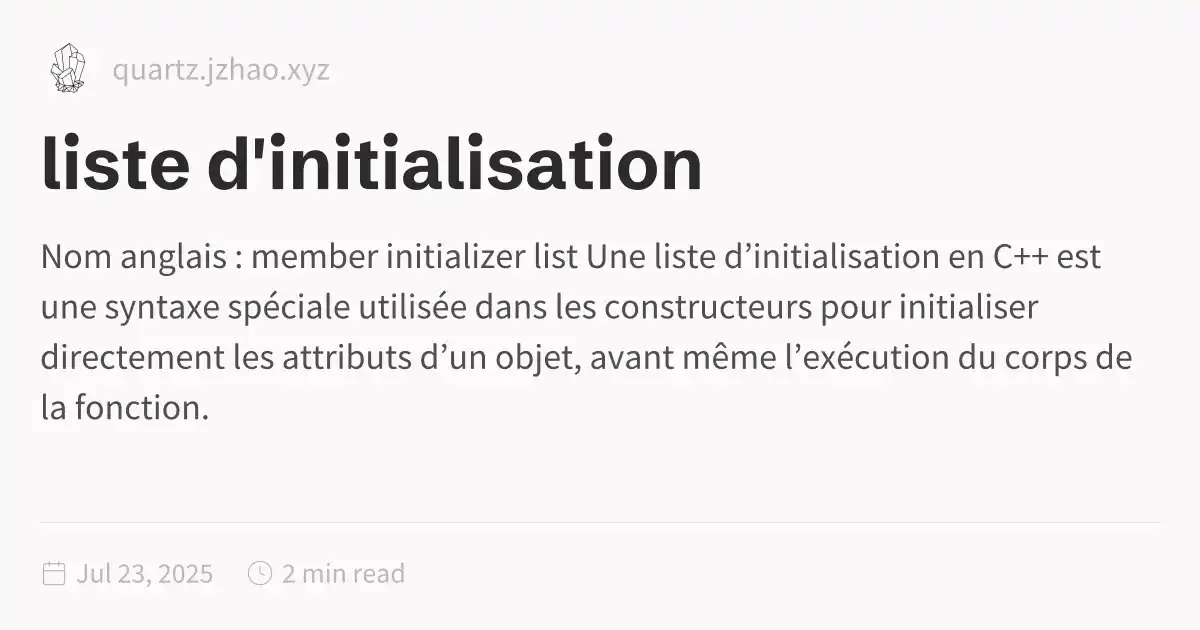 quartz.jzhao.xyz
liste d'initialisation
Nom anglais : member initializer list Une liste d’initialisation en C++ est
une syntaxe spéciale utilisée dans les constructeurs pour initialiser
directement les attributs d’un objet, avant même l’exécution du corps de
la fonction.
Jul 23, 2025 2 min read